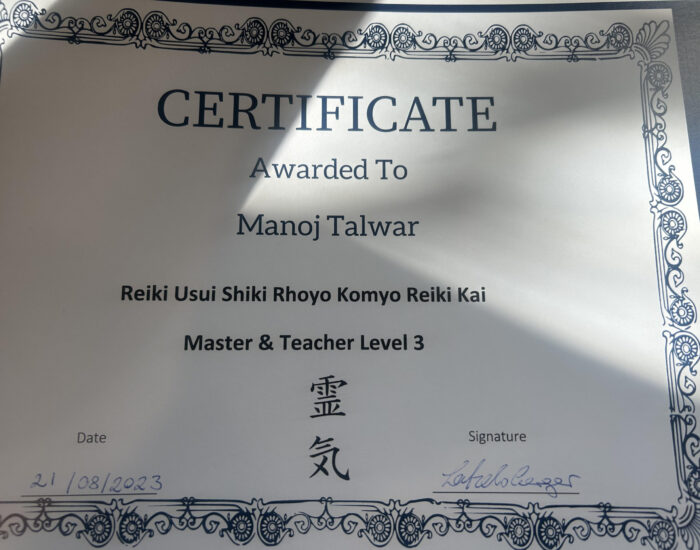 CERTIFICATE
Awarded To
Manoj Talwar
Reiki Usui Shiki Rhoyo Komyo Reiki Kai
Master & Teacher Level 3
霊
気
Date
Signature
21/08/2023